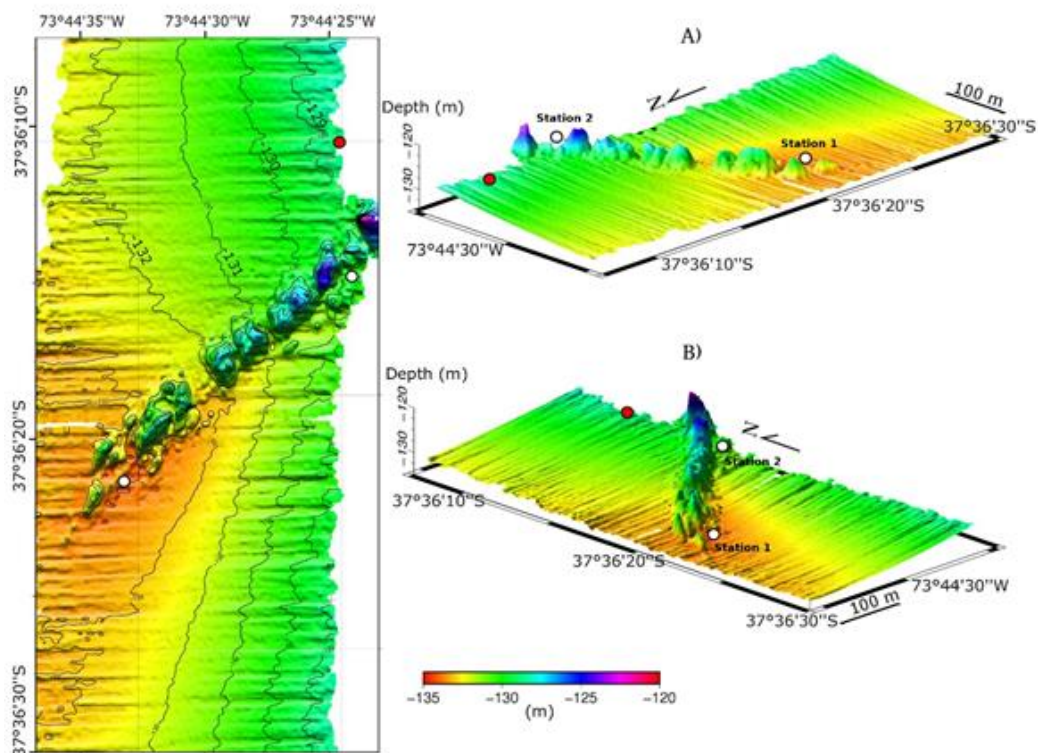 73°44'35"W 73°44'30"W 73°44'25"W
37°36'10"S
37°36'20"S
37°36'30"S
-129
-130
-131
-132
A)
Depth (m)
-120
-130
N
100 m
Station 2
Station 1
37°36'30"S
37°36'20"S
37°36'10"S
73°44'30"W
B)
Depth (m)
-120
-130
N
Station 2
Station 1
37°36'10"S
37°36'20"S
37°36'30"S
73°44'30"W
100 m
−135 −130 −125 −120
(m)